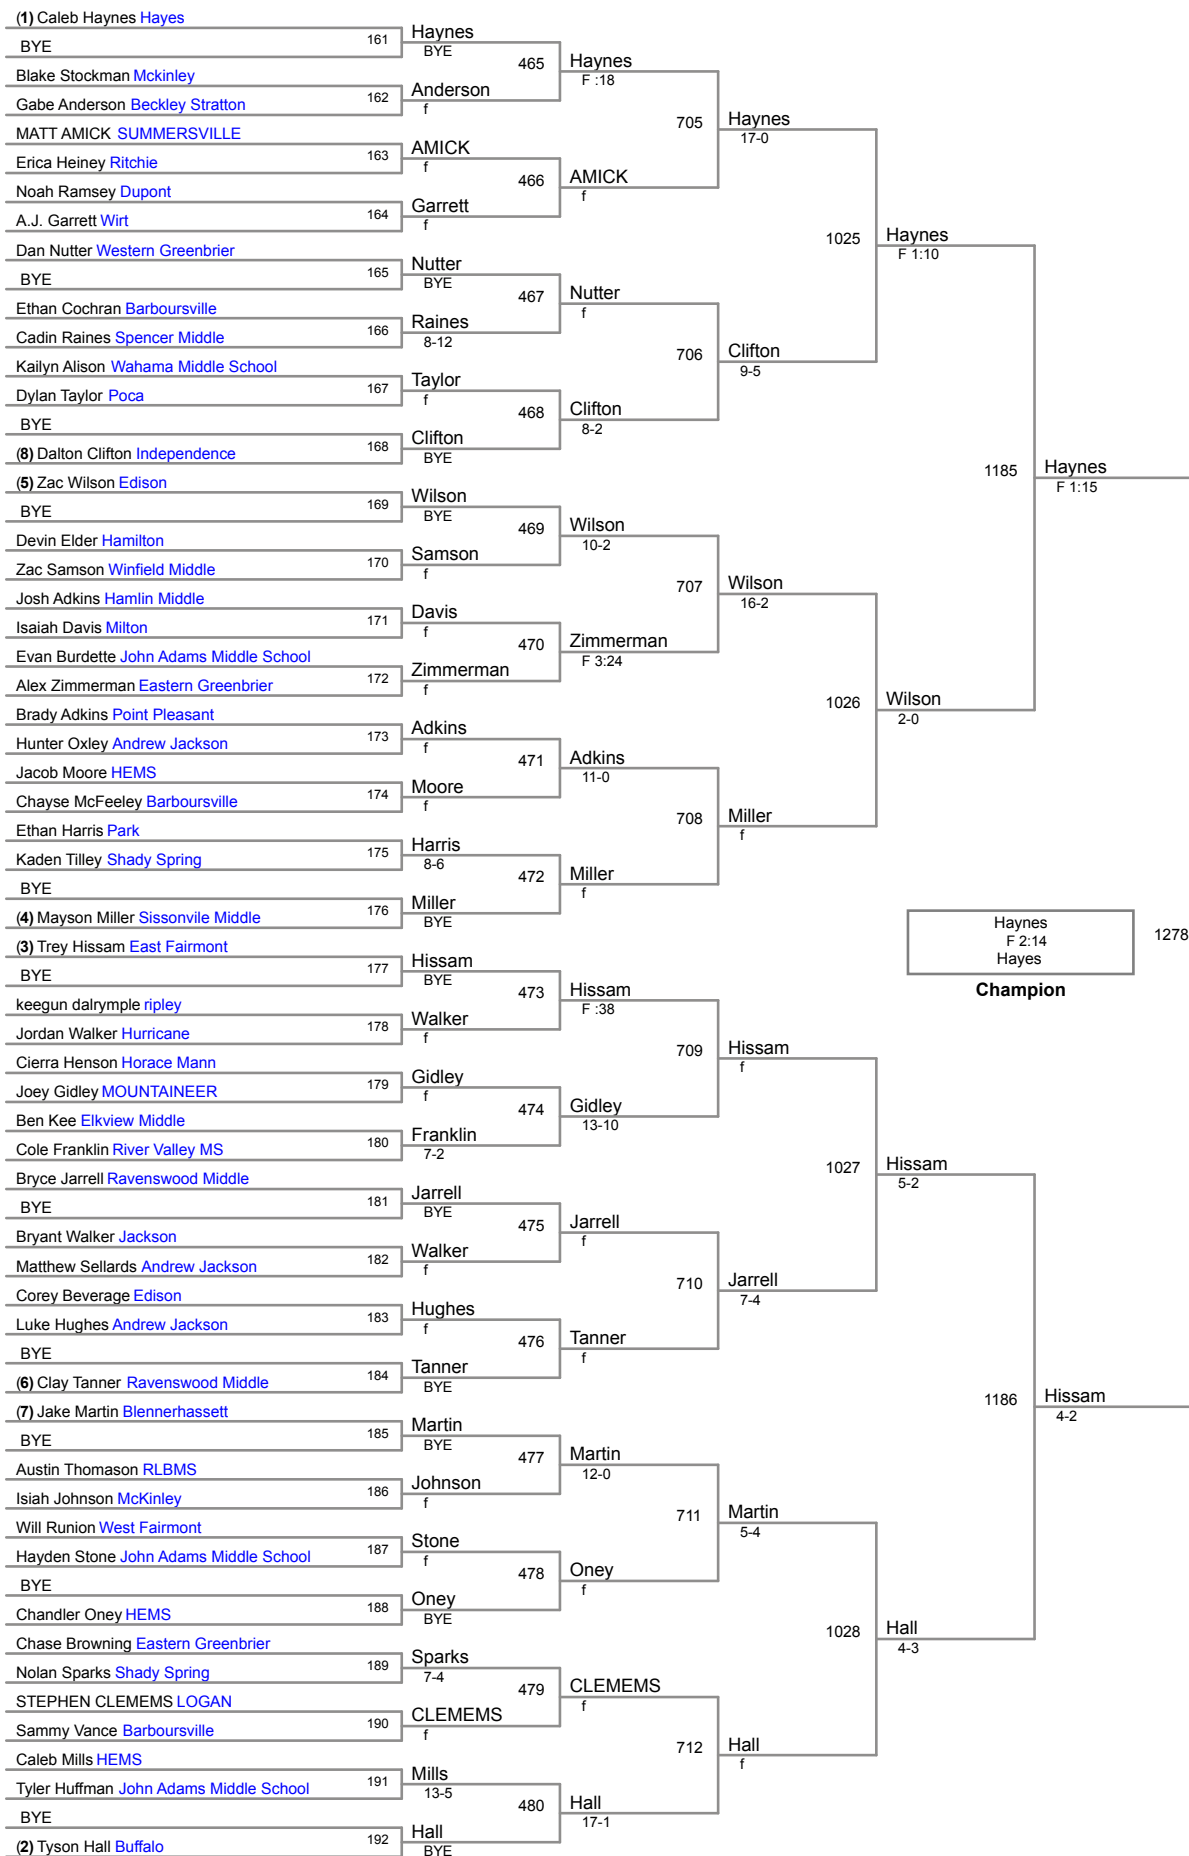 (1) Caleb Haynes Hayes
BYE
Blake Stockman Mckinley
Gabe Anderson Beckley Stratton
MATT AMICK SUMMERSVILLE
Erica Heiney Ritchie
Noah Ramsey Dupont
A.J. Garrett Wirt
Dan Nutter Western Greenbrier
BYE
Ethan Cochran Barboursville
Cadin Raines Spencer Middle
Kailyn Alison Wahama Middle School
Dylan Taylor Poca
BYE
(8) Dalton Clifton Independence
(5) Zac Wilson Edison
BYE
Devin Elder Hamilton
Zac Samson Winfield Middle
Josh Adkins Hamlin Middle
Isaiah Davis Milton
Evan Burdette John Adams Middle School
Alex Zimmerman Eastern Greenbrier
Brady Adkins Point Pleasant
Hunter Oxley Andrew Jackson
Jacob Moore HEMS
Chayse McFeeley Barboursville
Ethan Harris Park
Kaden Tilley Shady Spring
BYE
(4) Mayson Miller Sissonvile Middle
(3) Trey Hissam East Fairmont
BYE
keegun dalrymple ripley
Jordan Walker Hurricane
Cierra Henson Horace Mann
Joey Gidley MOUNTAINEER
Ben Kee Elkview Middle
Cole Franklin River Valley MS
Bryce Jarrell Ravenswood Middle
BYE
Bryant Walker Jackson
Matthew Sellards Andrew Jackson
Corey Beverage Edison
Luke Hughes Andrew Jackson
BYE
(6) Clay Tanner Ravenswood Middle
(7) Jake Martin Blennerhassett
BYE
Austin Thomason RLBMS
Isiah Johnson McKinley
Will Runion West Fairmont
Hayden Stone John Adams Middle School
BYE
Chandler Oney HEMS
Chase Browning Eastern Greenbrier
Nolan Sparks Shady Spring
STEPHEN CLEMEMS LOGAN
Sammy Vance Barboursville
Caleb Mills HEMS
Tyler Huffman John Adams Middle School
BYE
(2) Tyson Hall Buffalo
161
162
163
164
165
166
167
168
169
170
171
172
173
174
175
176
177
178
179
180
181
182
183
184
185
186
187
188
189
190
191
192
Haynes
BYE
Anderson
f
AMICK
f
Garrett
f
Nutter
BYE
Raines
8-12
Taylor
f
Clifton
BYE
Wilson
BYE
Samson
f
Davis
f
Zimmerman
f
Adkins
f
Moore
f
Harris
8-6
Miller
BYE
Hissam
BYE
Walker
f
Gidley
f
Franklin
7-2
Jarrell
BYE
Walker
f
Hughes
f
Tanner
BYE
Martin
BYE
Johnson
f
Stone
f
Oney
BYE
Sparks
7-4
CLEMEMS
f
Mills
13-5
Hall
BYE
465
466
467
468
469
470
471
472
473
474
475
476
477
478
479
480
Haynes
F :18
AMICK
f
Nutter
f
Clifton
8-2
Wilson
10-2
Zimmerman
F 3:24
Adkins
11-0
Miller
f
Hissam
F :38
Gidley
13-10
Jarrell
f
Tanner
f
Martin
12-0
Oney
f
CLEMEMS
f
Hall
17-1
705
706
707
708
709
710
711
712
Haynes
17-0
Clifton
9-5
Wilson
16-2
Miller
f
Hissam
f
Jarrell
7-4
Martin
5-4
Hall
f
1025
1026
1027
1028
Haynes
F 1:10
Wilson
2-0
Hissam
5-2
Hall
4-3
1185
1186
Haynes
F 1:15
Hissam
4-2
Haynes
F 2:14
Hayes
1278
Champion